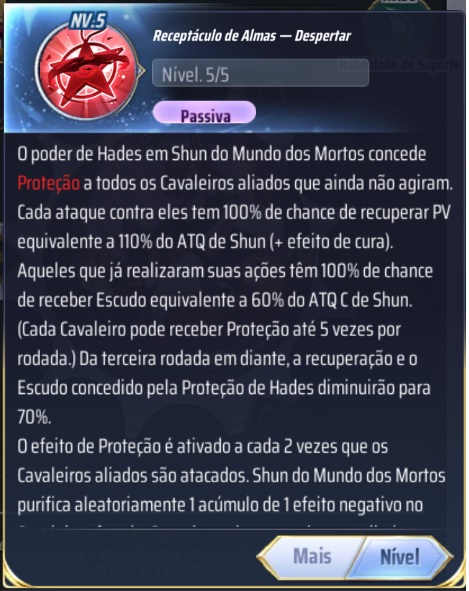 NV.5
Receptáculo de Almas — Despertar
Nível. 5/5
Passiva
O poder de Hades em Shun do Mundo dos Mortos concede
Proteção a todos os Cavaleiros aliados que ainda não agiram.
Cada ataque contra eles tem 100% de chance de recuperar PV
equivalente a 110% do ATQ de Shun (+ efeito de cura).
Aqueles que já realizaram suas ações têm 100% de chance
de receber Escudo equivalente a 60% do ATQ C de Shun.
(Cada Cavaleiro pode receber Proteção até 5 vezes por
rodada.) Da terceira rodada em diante, a recuperação e o
Escudo concedido pela Proteção de Hades diminuirão para
70%.
O efeito de Proteção é ativado a cada 2 vezes que os
Cavaleiros aliados são atacados. Shun do Mundo dos Mortos
purifica aleatoriamente 1 acúmulo de 1 efeito negativo no
Mais
Nível